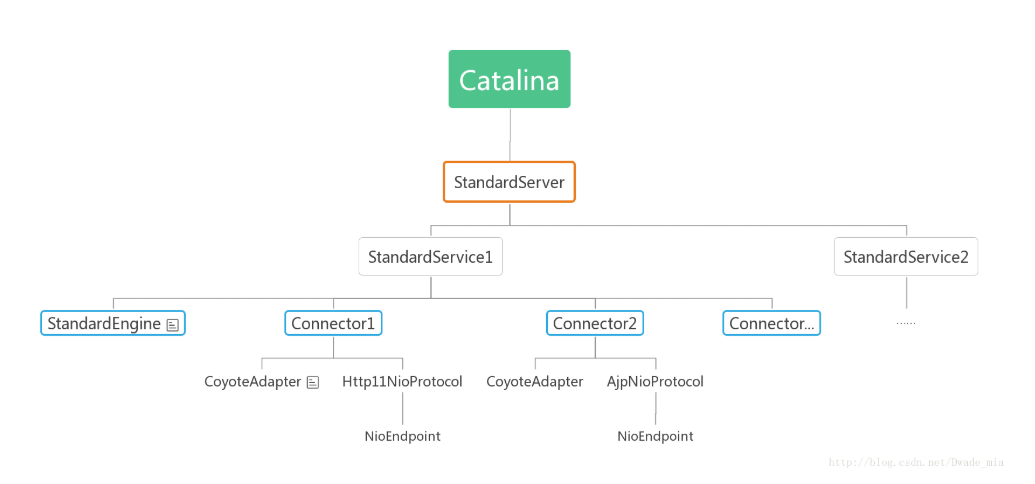 Catalina
StandardServer
StandardService1
StandardService2
StandardEngine
Connector1
Connector2
Connector...
......
CoyoteAdapter
Http11NioProtocol
CoyoteAdapter
AjpNioProtocol
NioEndpoint
NioEndpoint
http://blog.csdn.net/Dwade_mia